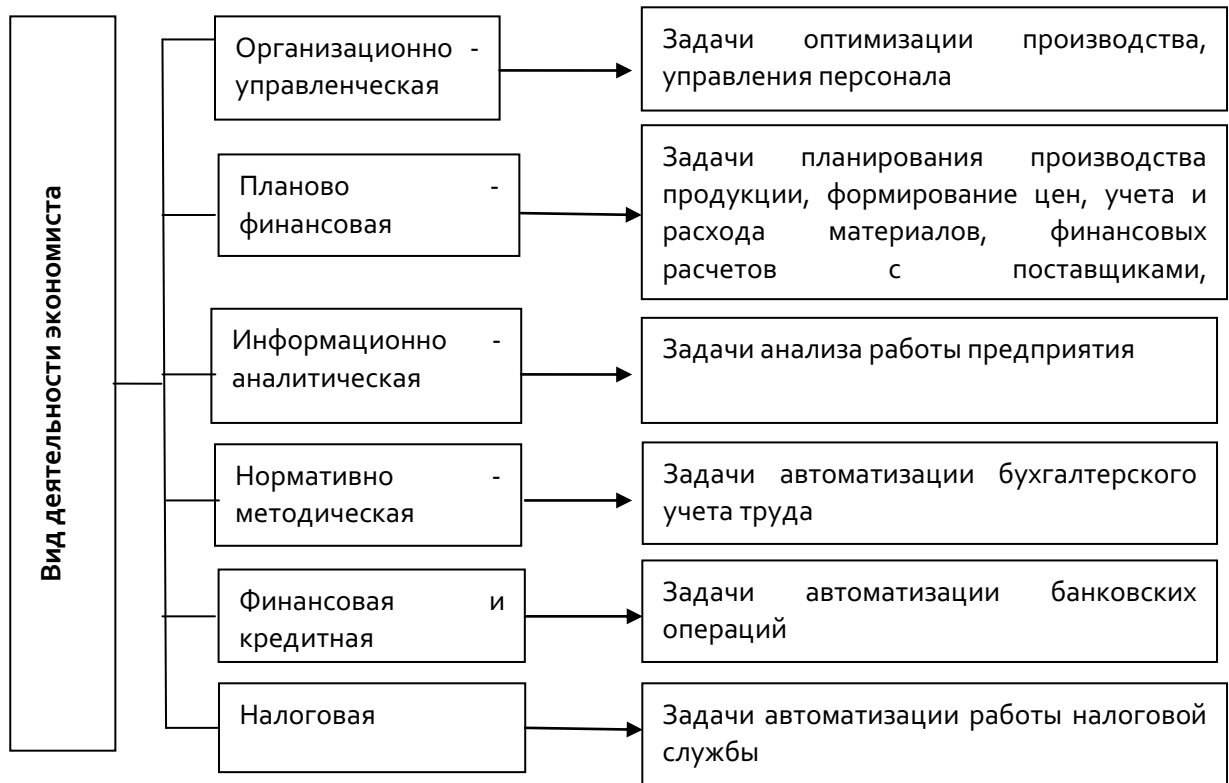 Вид деятельности экономиста
Организационно -
управленческая
Задачи оптимизации производства,
управления персонала
Планово -
финансовая
Задачи планирования производства
продукции, формирование цен, учета и
расхода материалов, финансовых
расчетов с поставщиками,
Информационно -
аналитическая
Задачи анализа работы предприятия
Нормативно -
методическая
Задачи автоматизации бухгалтерского
учета труда
Финансовая и
кредитная
Задачи автоматизации банковских
операций
Налоговая
Задачи автоматизации работы налоговой
службы